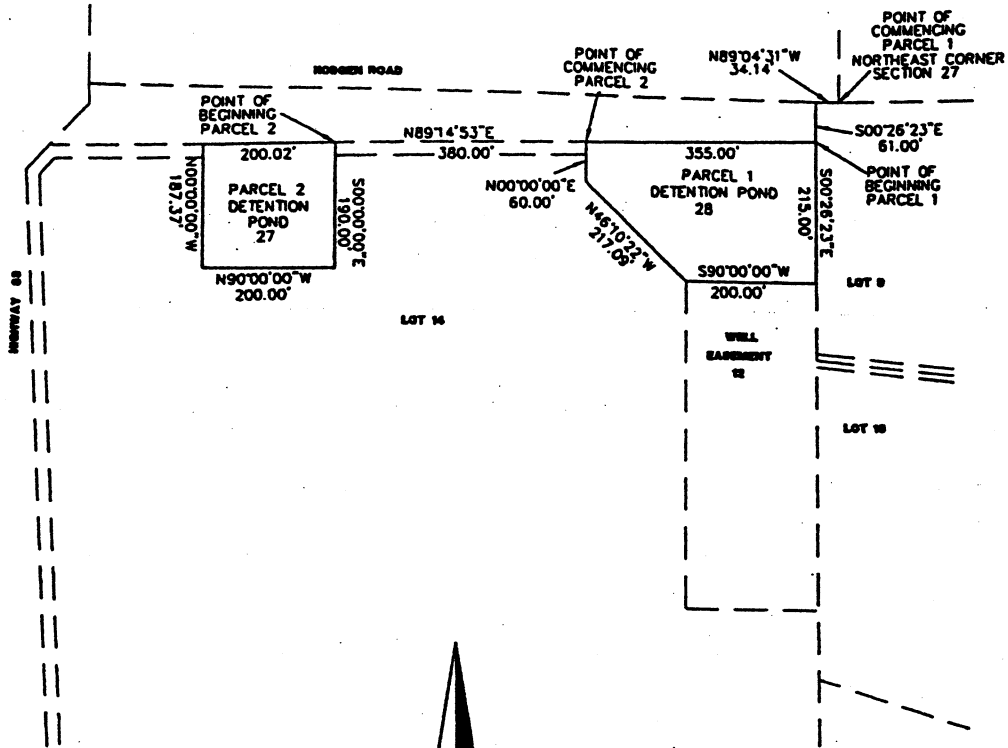 POINT OF
COMMENCING
PARCEL 1
NORTHEAST CORNER
SECTION 27
N89°04'31"W
34.14'
POINT OF
COMMENCING
PARCEL 2
HODGEN ROAD
POINT OF
BEGINNING
PARCEL 2
N89°14'53"E
200.02'
380.00'
355.00'
S00°26'23"E
61.00'
POINT OF
BEGINNING
PARCEL 1
N00°00'00"W
187.37'
PARCEL 2
DETENTION
POND
27
S00°00'00"E
190.00'
N00°00'00"E
60.00'
PARCEL 1
DETENTION POND
28
S00°26'23"E
215.00'
N46°10'22"W
217.09'
N90°00'00"W
200.00'
S90°00'00"W
200.00'
LOT 9
LOT 14
HIGHWAY 83
WELL
EASEMENT
12
LOT